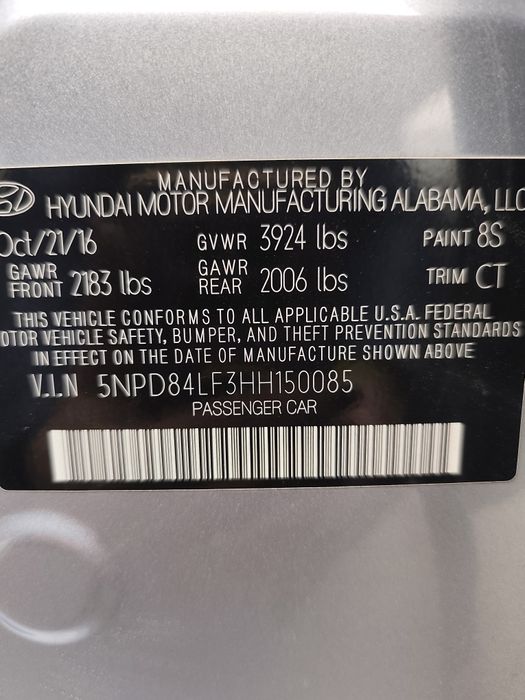 MANUFACTURED BY
HYUNDAI MOTOR MANUFACTURING ALABAMA, LLC
Oct/21/16 GVWR 3924 lbs PAINT 8S
GAWR FRONT 2183 lbs GAWR REAR 2006 lbs TRIM CT
THIS VEHICLE CONFORMS TO ALL APPLICABLE U.S.A. FEDERAL
MOTOR VEHICLE SAFETY, BUMPER, AND THEFT PREVENTION STANDARDS
IN EFFECT ON THE DATE OF MANUFACTURE SHOWN ABOVE
V.I.N 5NPD84LF3HH150085
PASSENGER CAR